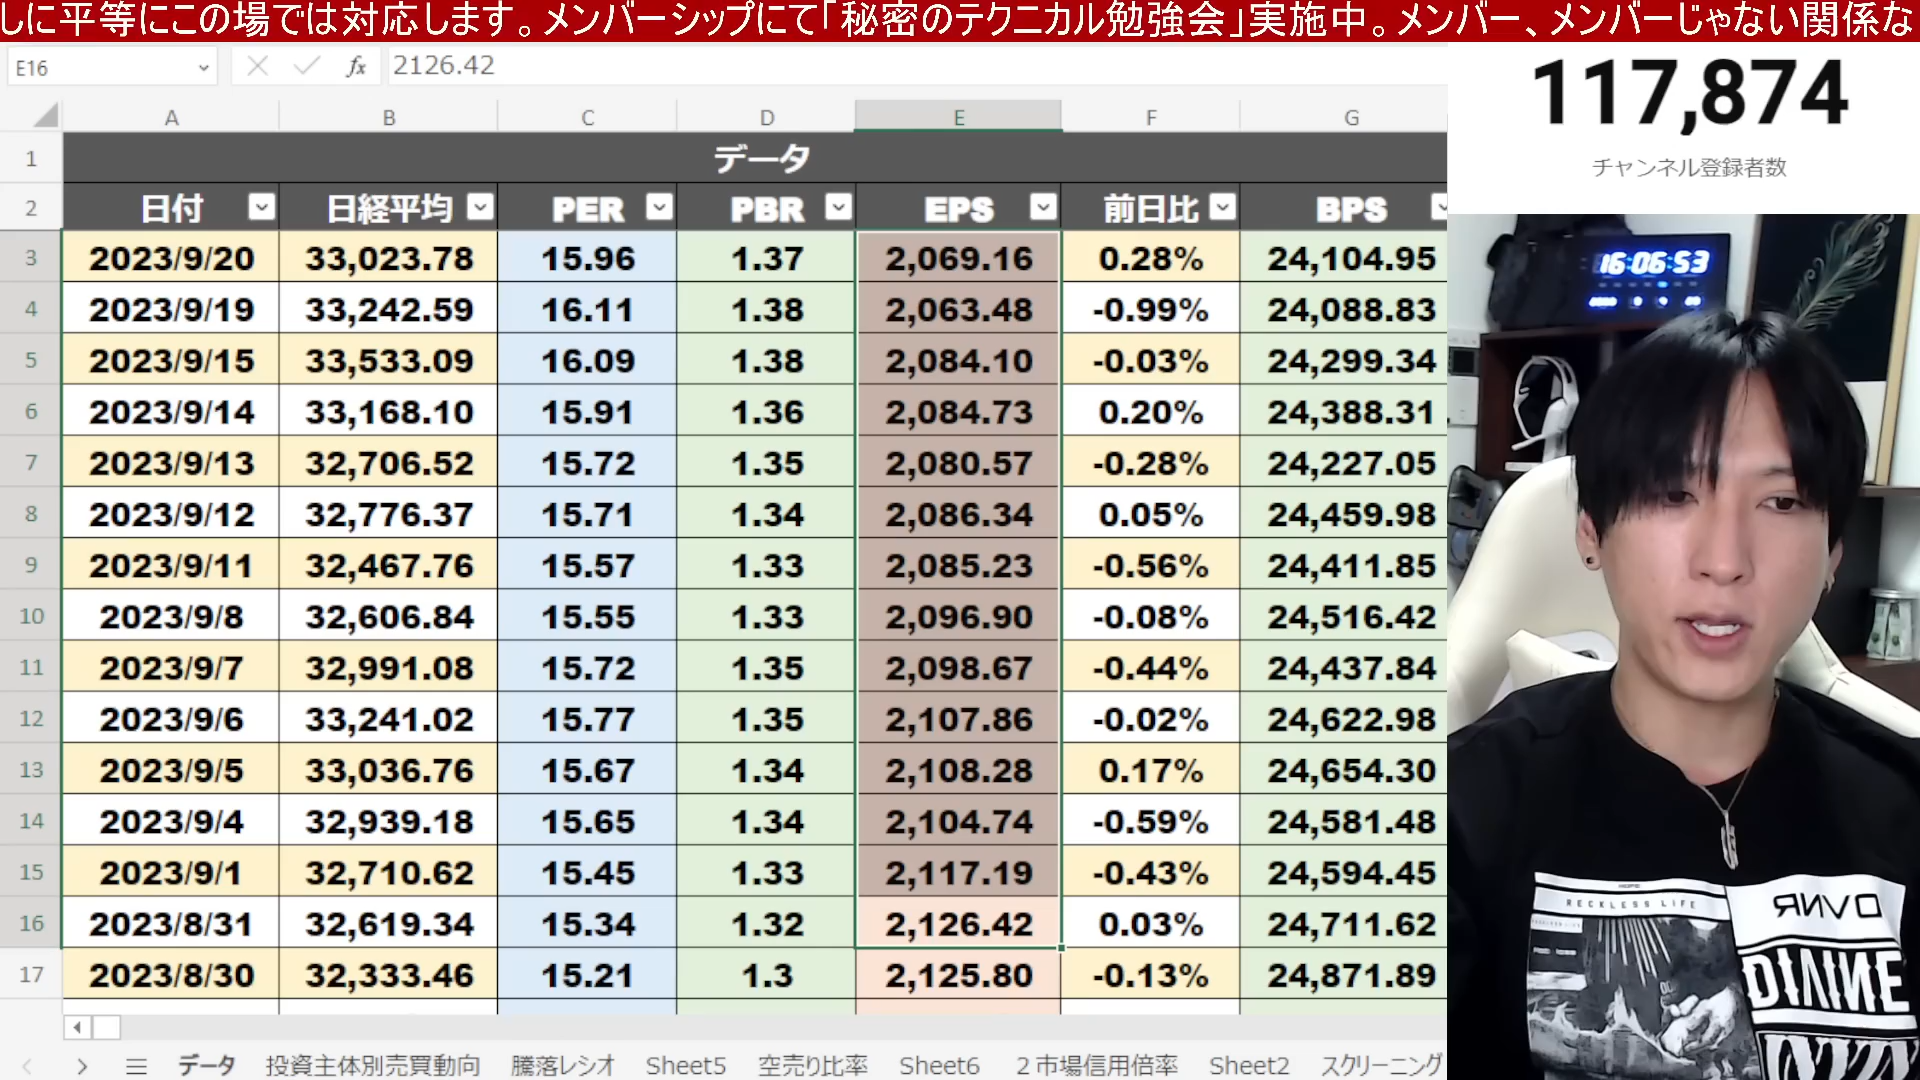 しに平等にこの場では対応します。メンバーシップにて「秘密のテクニカル勉強会」実施中。メンバー、メンバーじゃない関係な
E16 fx 2126.42
117,874
チャンネル登録者数
A B C D E F G
1 データ
2 日付 日経平均 PER PBR EPS 前日比 BPS
3 2023/9/20 33,023.78 15.96 1.37 2,069.16 0.28% 24,104.95
4 2023/9/19 33,242.59 16.11 1.38 2,063.48 -0.99% 24,088.83
5 2023/9/15 33,533.09 16.09 1.38 2,084.10 -0.03% 24,299.34
6 2023/9/14 33,168.10 15.91 1.36 2,084.73 0.20% 24,388.31
7 2023/9/13 32,706.52 15.72 1.35 2,080.57 -0.28% 24,227.05
8 2023/9/12 32,776.37 15.71 1.34 2,086.34 0.05% 24,459.98
9 2023/9/11 32,467.76 15.57 1.33 2,085.23 -0.56% 24,411.85
10 2023/9/8 32,606.84 15.55 1.33 2,096.90 -0.08% 24,516.42
11 2023/9/7 32,991.08 15.72 1.35 2,098.67 -0.44% 24,437.84
12 2023/9/6 33,241.02 15.77 1.35 2,107.86 -0.02% 24,622.98
13 2023/9/5 33,036.76 15.67 1.34 2,108.28 0.17% 24,654.30
14 2023/9/4 32,939.18 15.65 1.34 2,104.74 -0.59% 24,581.48
15 2023/9/1 32,710.62 15.45 1.33 2,117.19 -0.43% 24,594.45
16 2023/8/31 32,619.34 15.34 1.32 2,126.42 0.03% 24,711.62
17 2023/8/30 32,333.46 15.21 1.3 2,125.80 -0.13% 24,871.89
データ 投資主体別売買動向 騰落レシオ Sheet5 空売り比率 Sheet6 2市場信用倍率 Sheet2 スクリーニング
16:06:53
RECKLESS LIFE